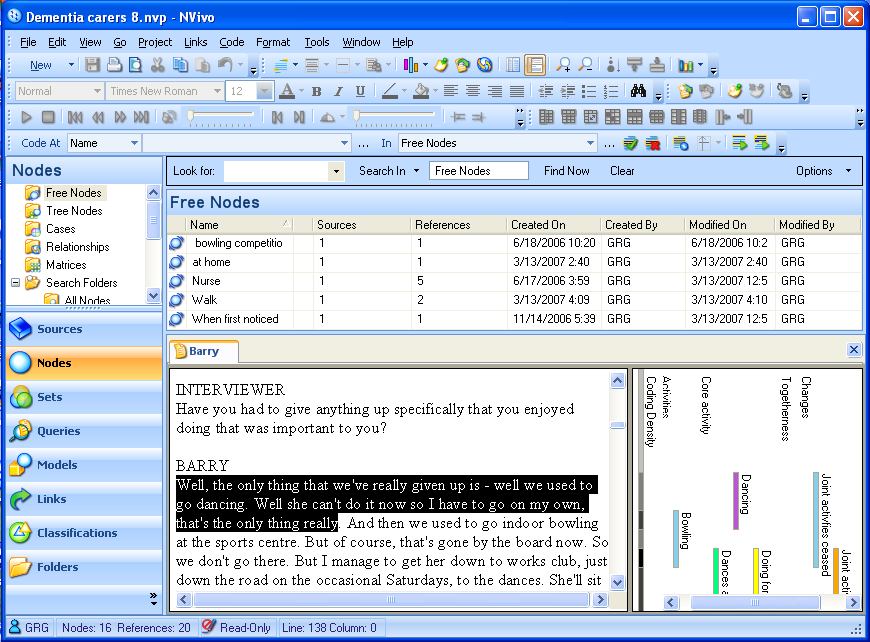 Dementia carers 8.nvp - NVivo
File Edit View Go Project Links Code Format Tools Window Help
New
Normal Times New Roman 12 A B I U
Code At Name ... In Free Nodes ...
Nodes
Free Nodes
Tree Nodes
Cases
Relationships
Matrices
Search Folders
All Nodes
Sources
Nodes
Sets
Queries
Models
Links
Classifications
Folders
Look for: Search In Free Nodes Find Now Clear Options
Free Nodes
Name Sources References Created On Created By Modified On Modified By
bowling competitio 1 1 6/18/2006 10:20 GRG 6/18/2006 10:2 GRG
at home 1 1 3/13/2007 2:40 GRG 3/13/2007 2:40 GRG
Nurse 1 5 6/17/2006 3:59 GRG 3/13/2007 12:5 GRG
Walk 1 2 3/13/2007 4:09 GRG 3/13/2007 4:10 GRG
When first noticed 1 1 11/14/2006 5:39 GRG 3/13/2007 12:5 GRG
Barry
INTERVIEWER
Have you had to give anything up specifically that you enjoyed
doing that was important to you?
BARRY
Well, the only thing that we've really given up is - well we used to
go dancing. Well she can't do it now so I have to go on my own,
that's the only thing really. And then we used to go indoor bowling
at the sports centre. But of course, that's gone by the board now. So
we don't go there. But I manage to get her down to works club, just
down the road on the occasional Saturdays, to the dances. She'll sit
Coding Density
Activities
Core activity
Togetherness
Changes
Bowling
Dancing
Dances a
Doing for
Joint activities ceased
Joint acti
GRG Nodes: 16 References: 20 Read-Only Line: 138 Column: 0